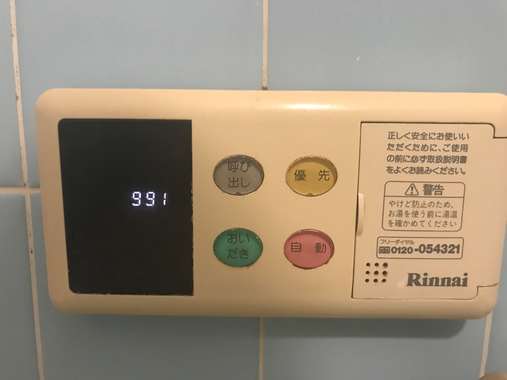 991
呼び
出し
優先
おい
だき
自動
正しく安全にお使いい
ただくために、ご使用
の前に必ず取扱説明書
をよくお読みください。
警告
やけど防止のため、
お湯を使う前に湯温
を確かめてください
フリーダイヤル
0120-054321
Rinnai